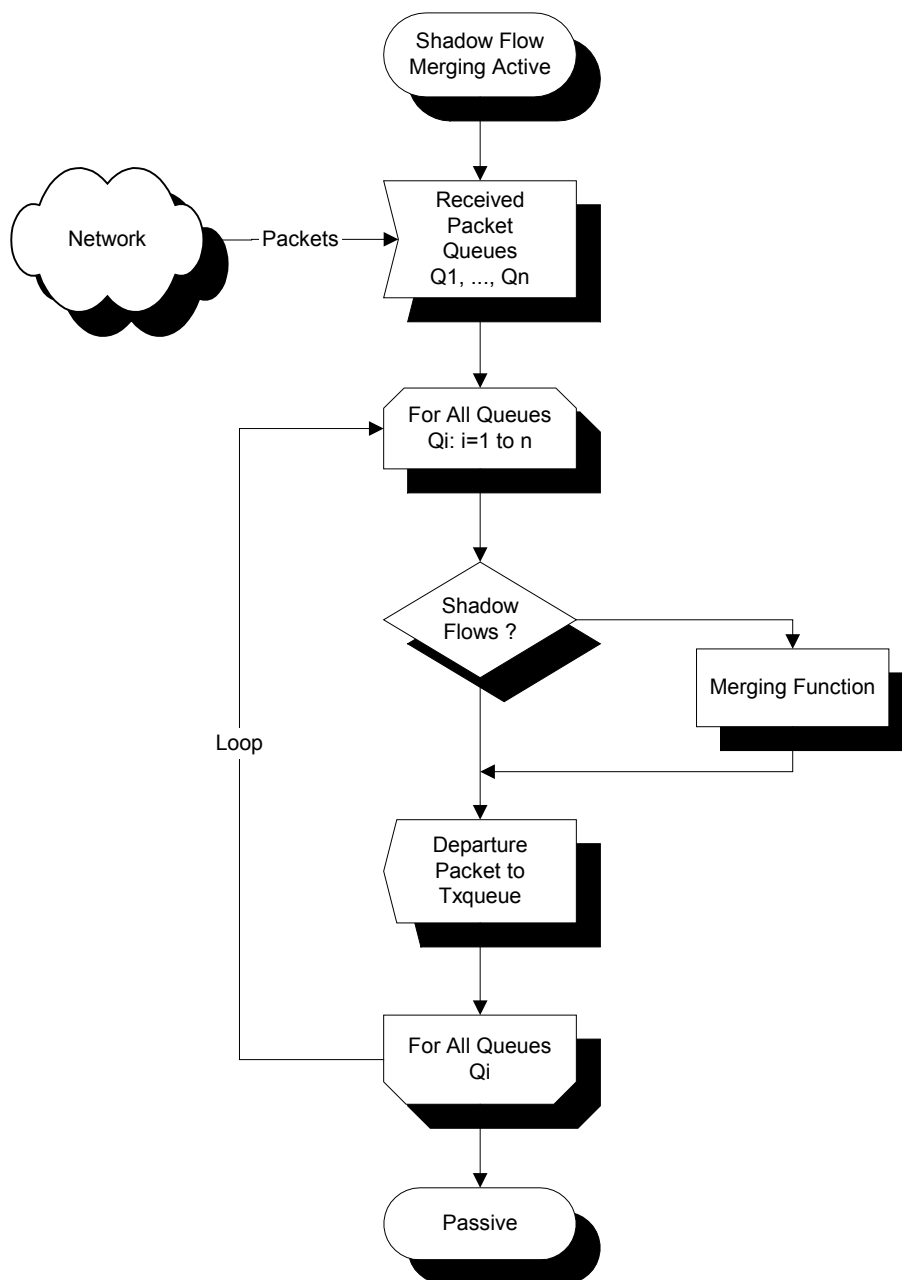 Shadow Flow
Merging Active
Network
Packets
Received
Packet
Queues
Q1, ..., Qn
For All Queues
Qi: i=1 to n
Shadow
Flows ?
Merging Function
Loop
Departure
Packet to
Txqueue
For All Queues
Qi
Passive